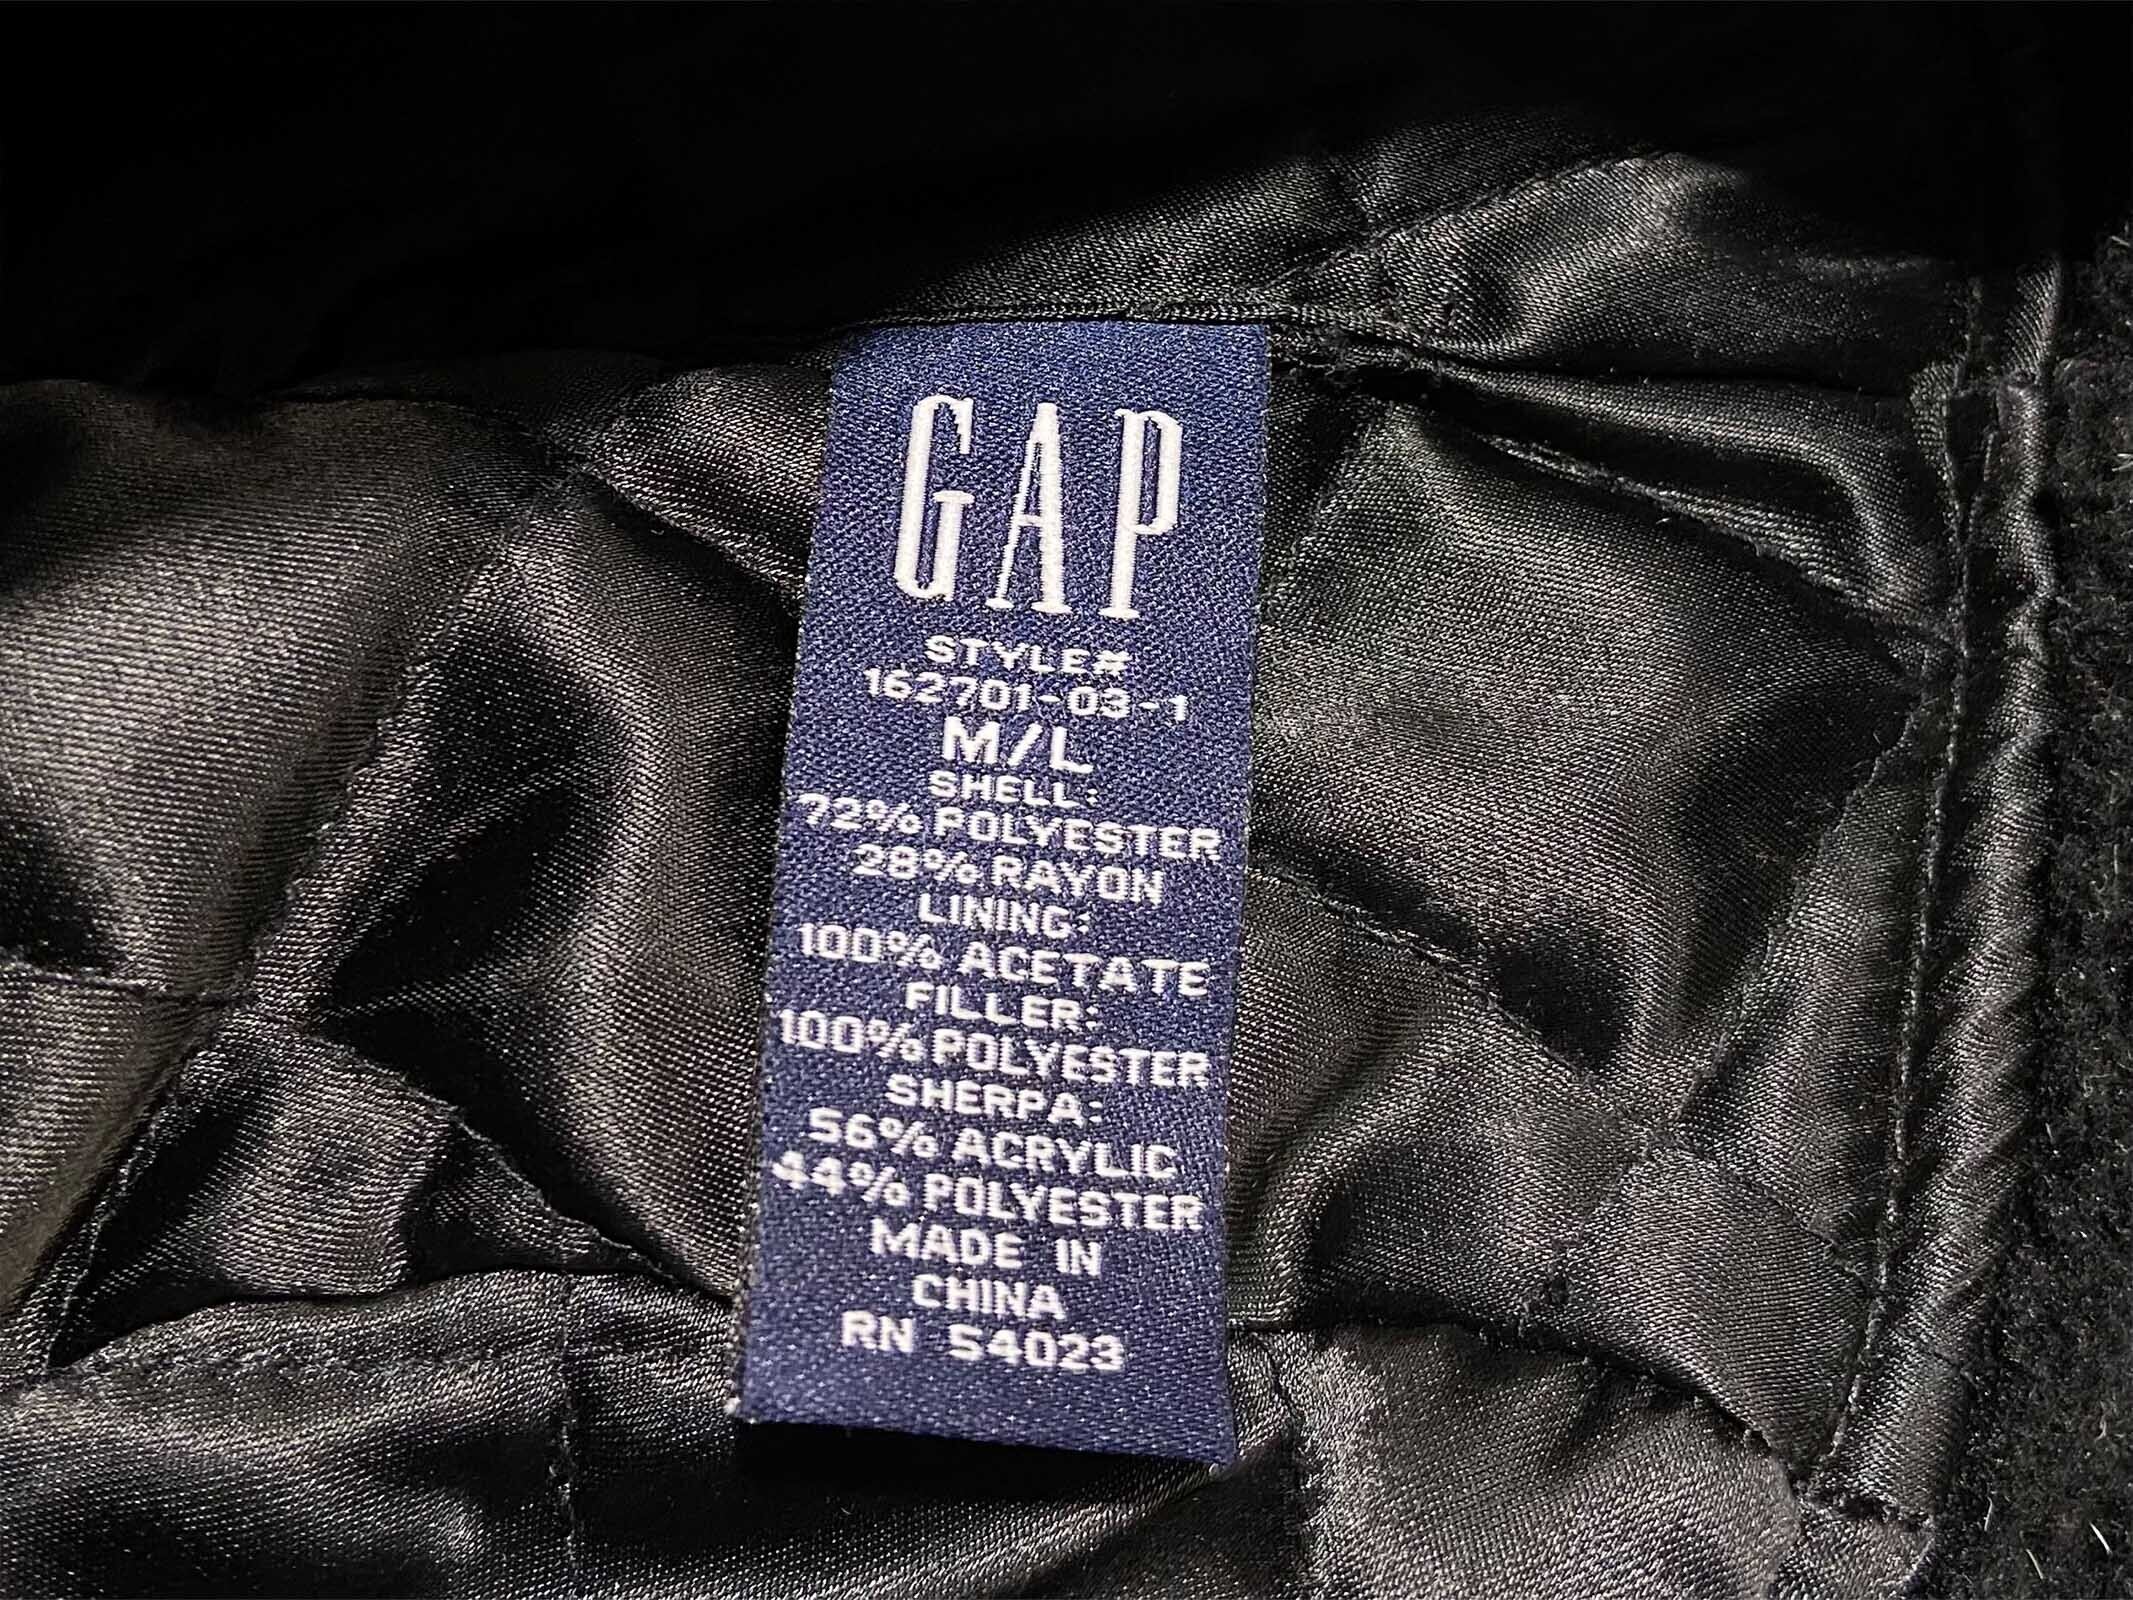 GAP
STYLE#
162701-03-1
M/L
SHELL:
72% POLYESTER
28% RAYON
LINING:
100% ACETATE
FILLER:
100% POLYESTER
SHERPA:
56% ACRYLIC
44% POLYESTER
MADE IN
CHINA
RN 54023